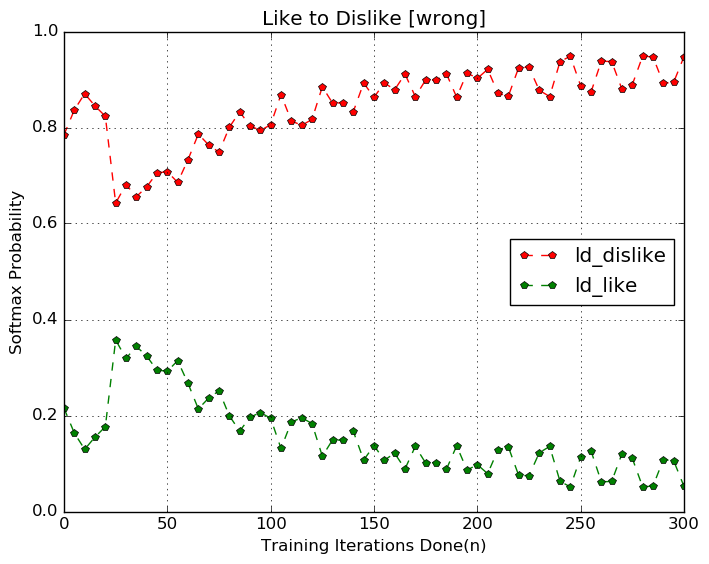 Like to Dislike [wrong]
1.0
0.8
0.6
0.4
0.2
0.0
Softmax Probability
ld_dislike
ld_like
0 50 100 150 200 250 300
Training Iterations Done(n)